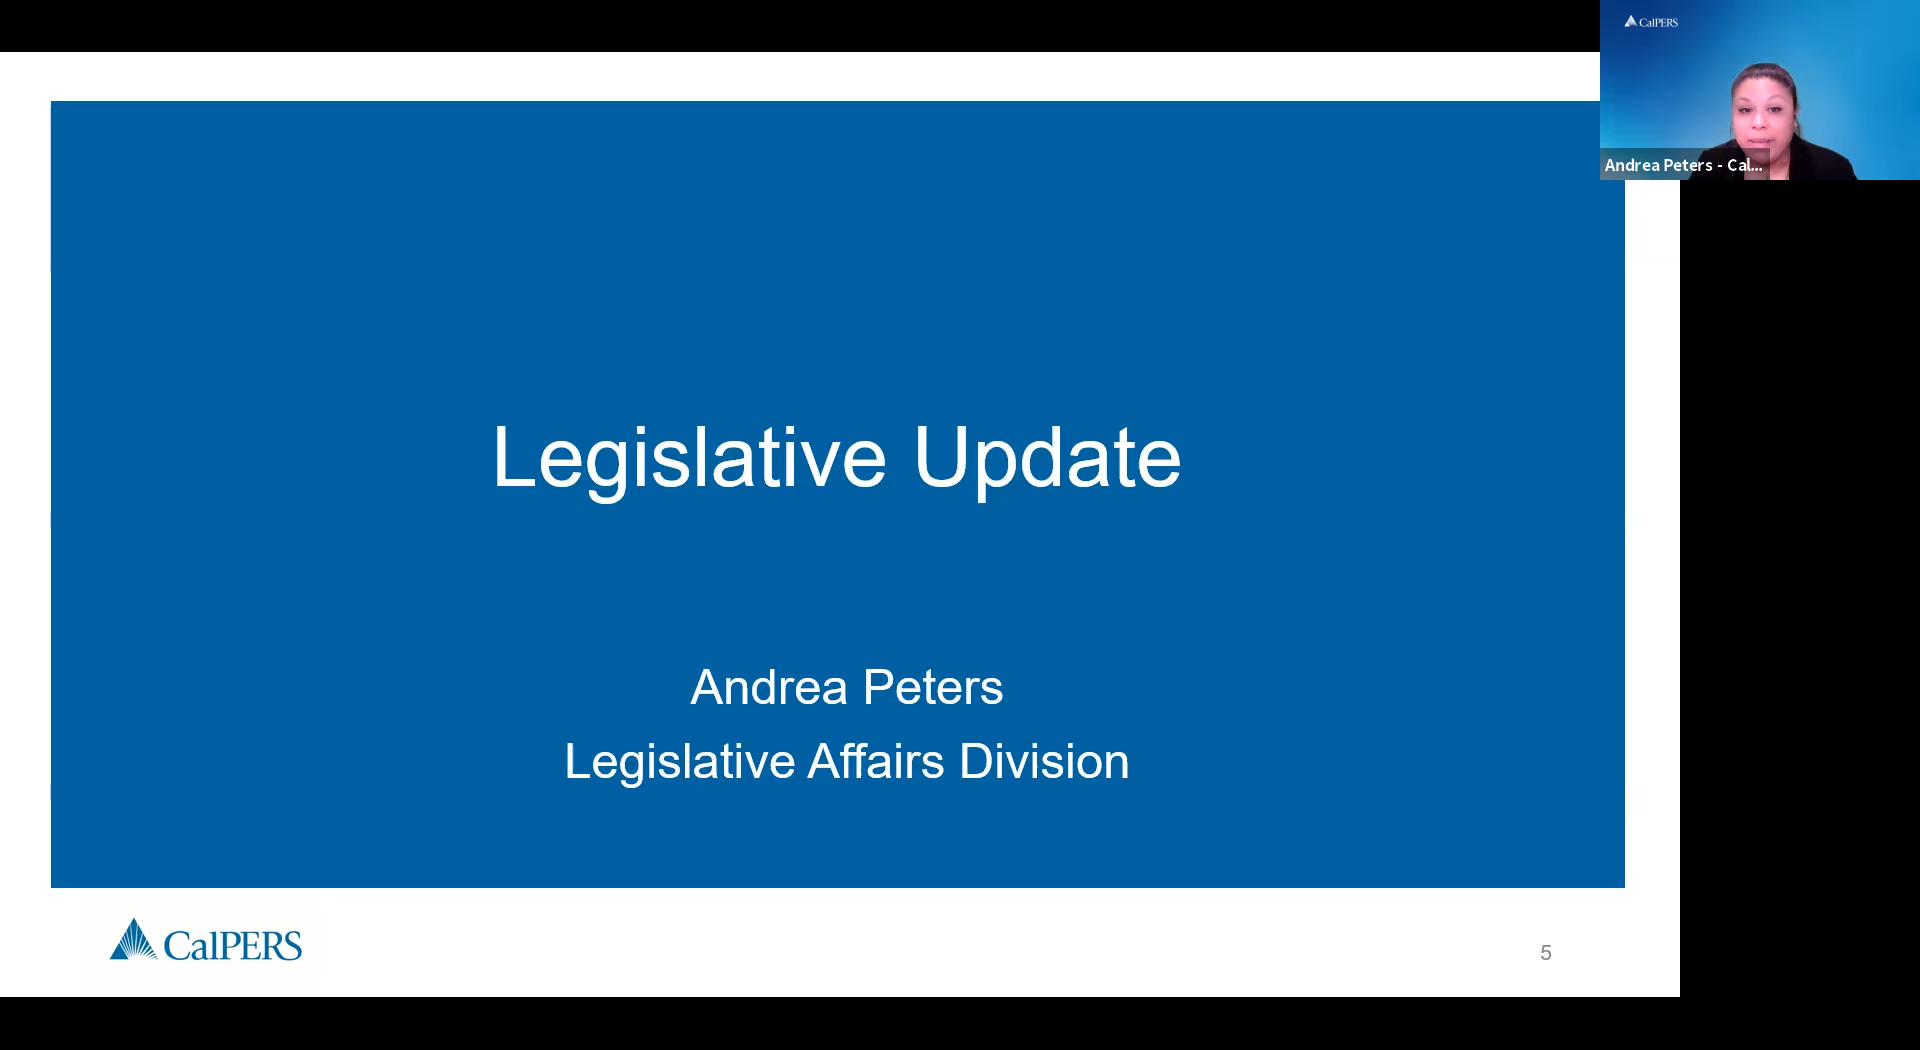 CalPERS
Andrea Peters - Cal...
Legislative Update
Andrea Peters
Legislative Affairs Division
CalPERS
5